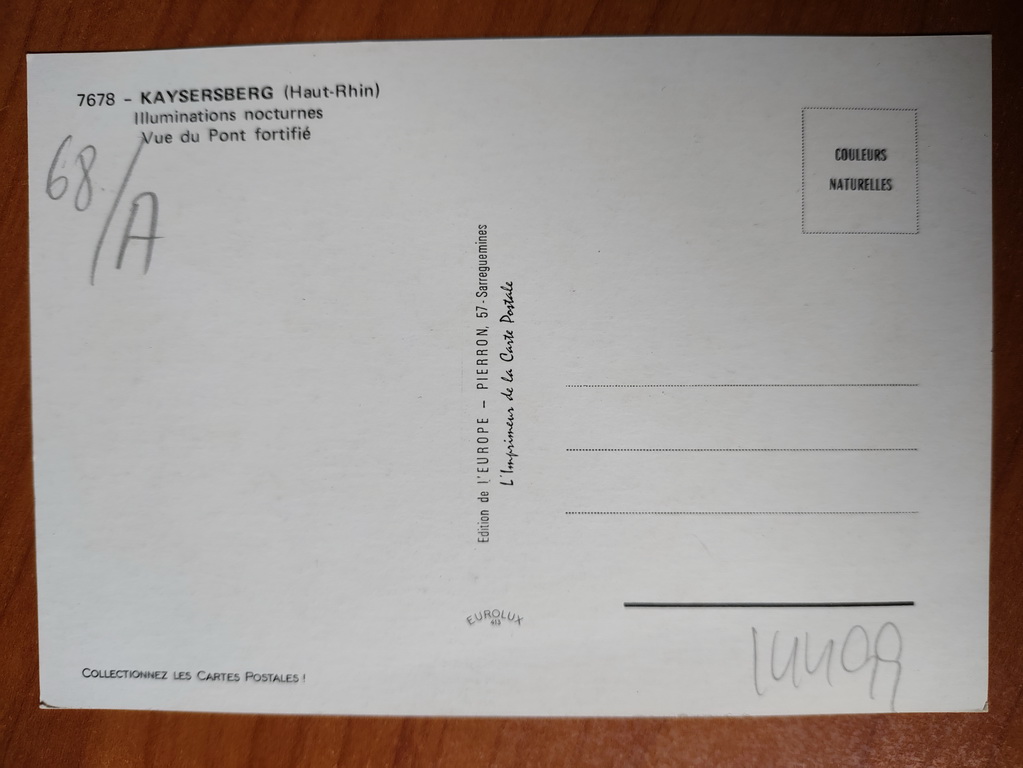 7678 - KAYSERSBERG (Haut-Rhin)
Illuminations nocturnes
Vue du Pont fortifié
68/A
COULEURS
NATURELLES
Edition de l'EUROPE - PIERRON, 57-Sarreguemines
L'Imprimeur de la Carte Postale
EUROLUX
COLLECTIONNEZ LES CARTES POSTALES !